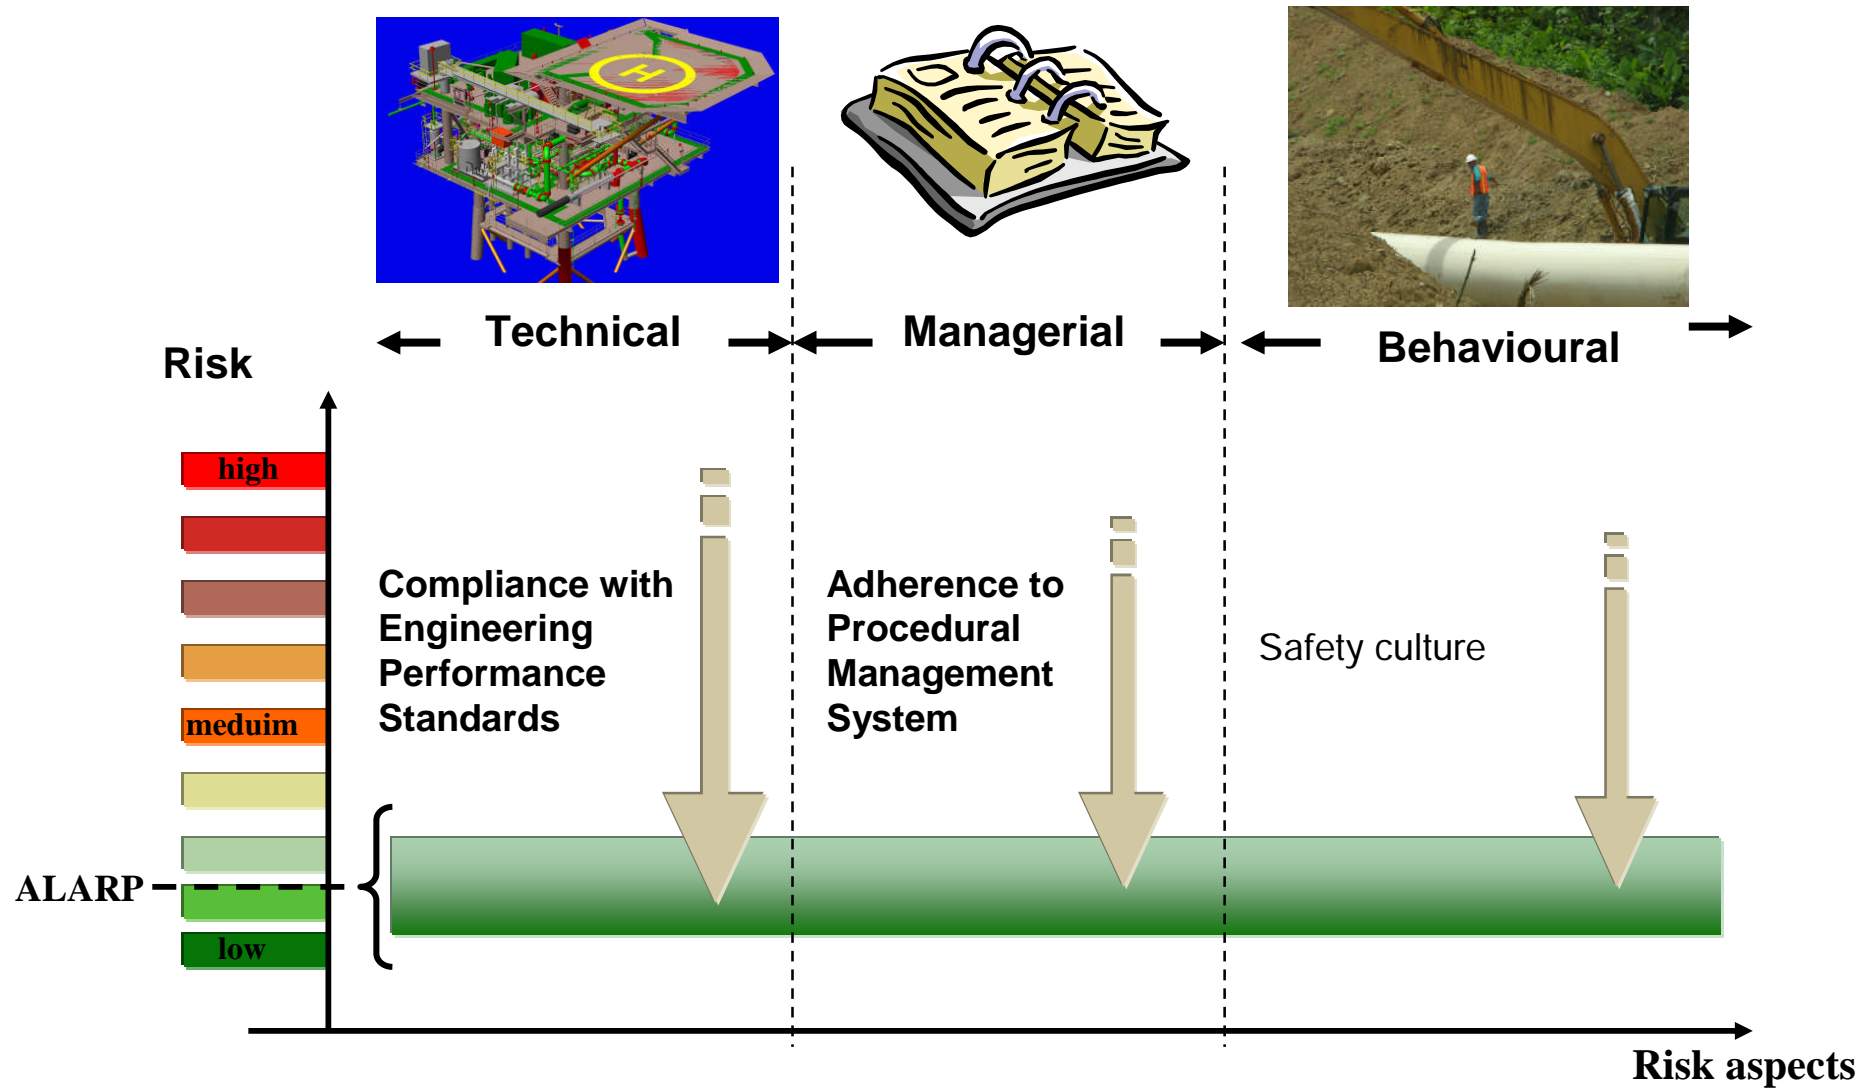 H
Technical
Managerial
Behavioural
Risk
high
Compliance with
Engineering
Performance
Standards
Adherence to
Procedural
Management
System
Safety culture
meduim
ALARP
low
Risk aspects